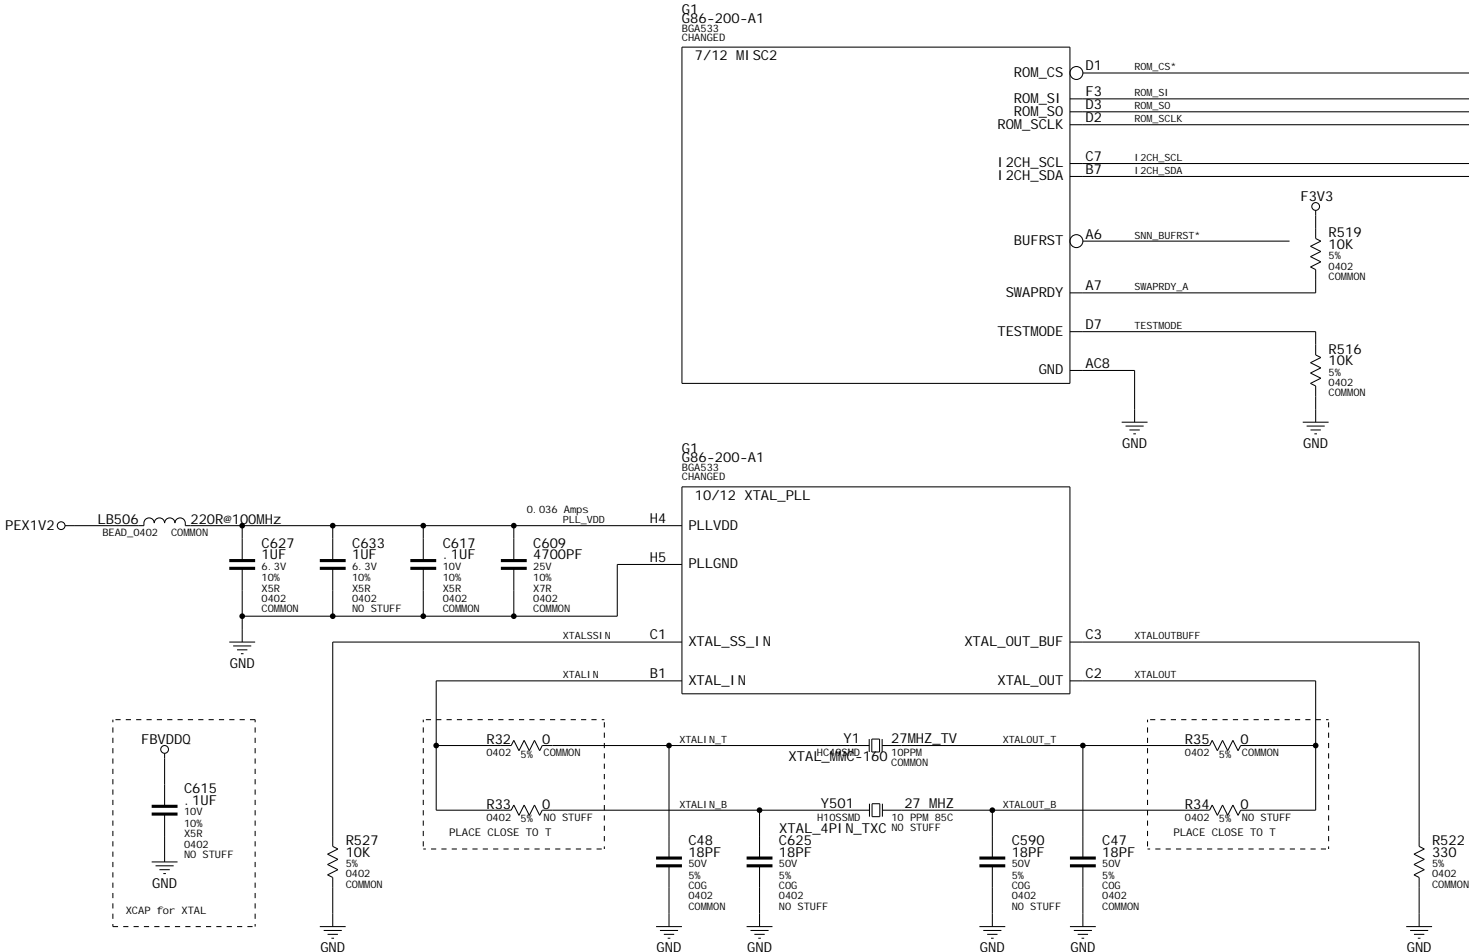 G1
G86-200-A1
BGA533
CHANGED
7/12 MISC2
ROM_CS D1 ROM_CS*
ROM_SI F3 ROM_SI
ROM_SO D3 ROM_SO
ROM_SCLK D2 ROM_SCLK
I2CH_SCL C7 I2CH_SCL
I2CH_SDA B7 I2CH_SDA
F3V3
BUFRST A6 SNN_BUFRST*
R519
10K
5%
0402
COMMON
SWAPRDY A7 SWAPRDY_A
TESTMODE D7 TESTMODE
R516
10K
5%
0402
COMMON
GND AC8
GND
GND
G1
G86-200-A1
BGA533
CHANGED
10/12 XTAL_PLL
PEX1V2
LB506 220R@100MHz
BEAD_0402 COMMON
0.036 Amps
PLL_VDD
H4 PLLVDD
H5 PLLGND
C627
1UF
6.3V
10%
X5R
0402
COMMON
C633
1UF
6.3V
10%
X5R
0402
NO STUFF
C617
.1UF
10V
10%
X5R
0402
COMMON
C609
4700PF
25V
10%
X7R
0402
COMMON
GND
XTALSSIN C1 XTAL_SS_IN
XTAL_OUT_BUF C3 XTALOUTBUFF
XTALIN B1 XTAL_IN
XTAL_OUT C2 XTALOUT
FBVDDQ
C615
.1UF
10V
10%
X5R
0402
NO STUFF
GND
XCAP for XTAL
R527
10K
5%
0402
COMMON
GND
R32 0
0402 5% COMMON
R33 0
0402 5% NO STUFF
PLACE CLOSE TO T
XTALIN_T
Y1 27MHZ_TV
HC49SMD 10PPM
XTAL_MMC-160 COMMON
XTALOUT_T
XTALIN_B
Y501 27 MHZ
H10SSMD 10 PPM 85C
XTAL_4PIN_TXC NO STUFF
XTALOUT_B
R35 0
0402 5% COMMON
R34 0
0402 5% NO STUFF
PLACE CLOSE TO T
C48
18PF
50V
5%
COG
0402
COMMON
GND
C625
18PF
50V
5%
COG
0402
NO STUFF
GND
C590
18PF
50V
5%
COG
0402
NO STUFF
GND
C47
18PF
50V
5%
COG
0402
COMMON
GND
R522
330
5%
0402
COMMON
GND